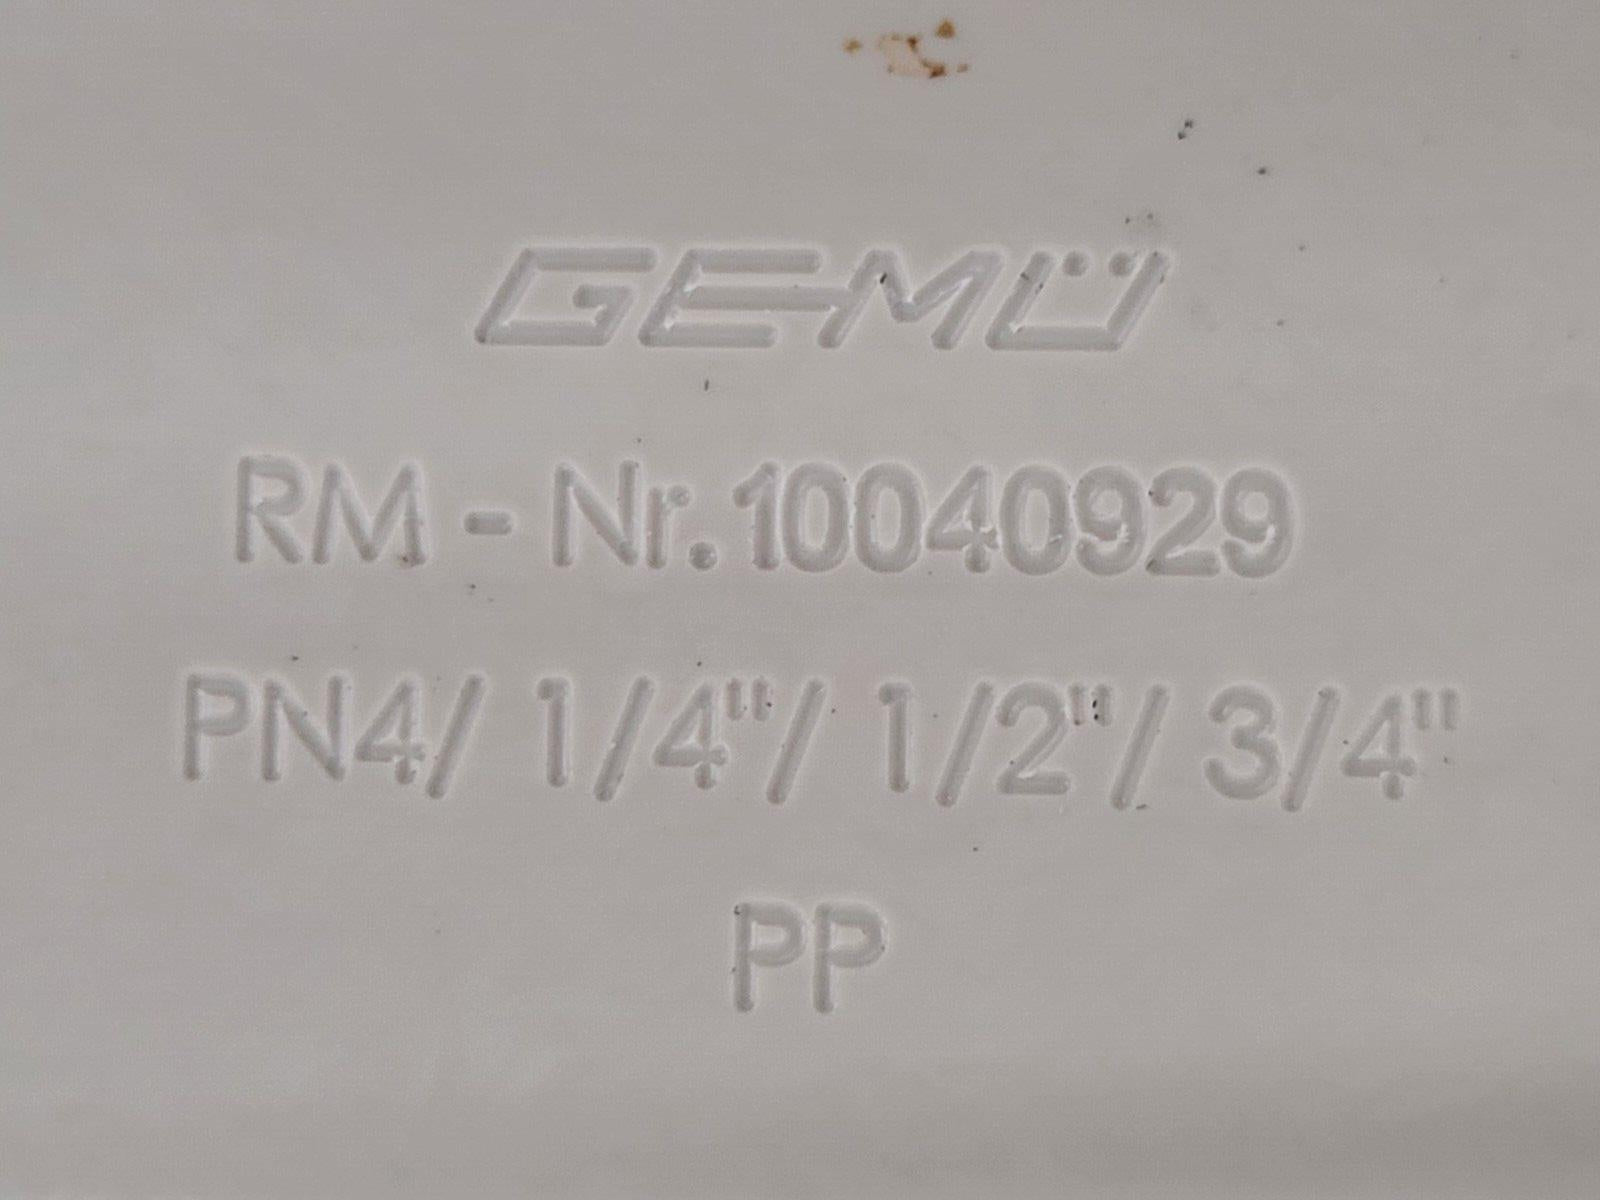 GEMÜ
RM - Nr. 10040929
PN4/ 1/4"/ 1/2"/ 3/4"
PP